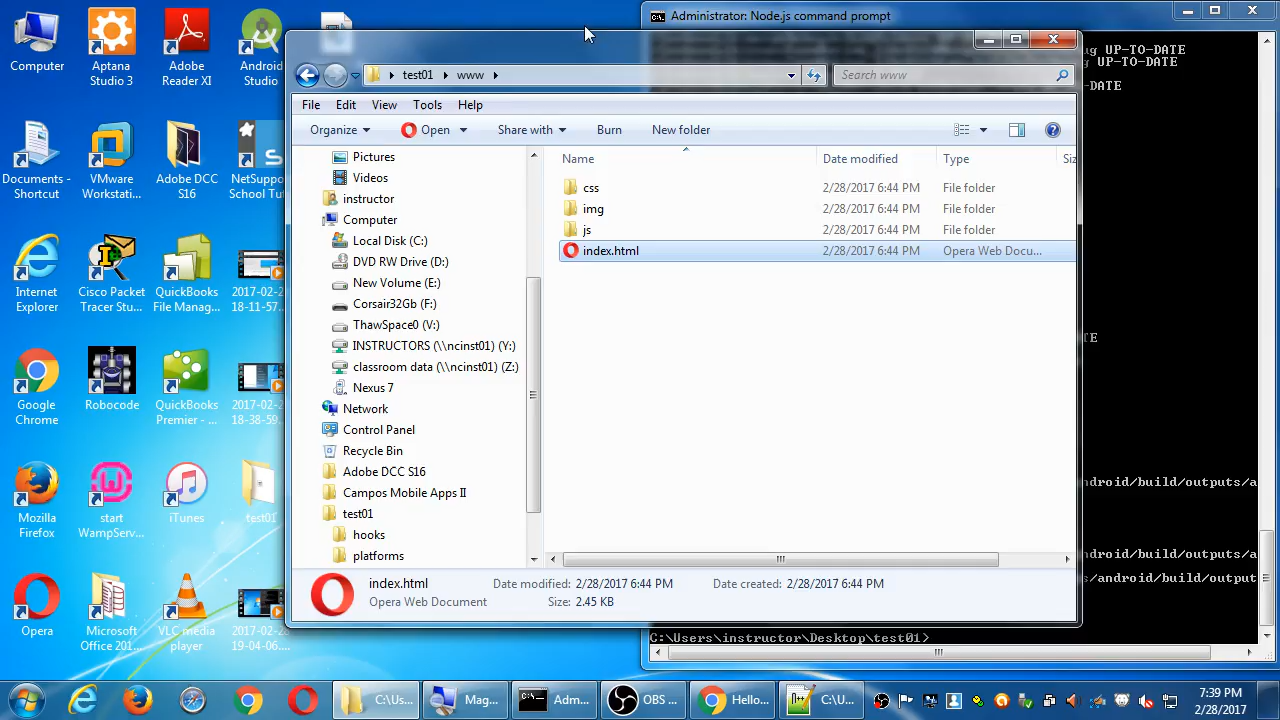 Computer
Aptana
Studio 3
Adobe
Reader XI
Android
Studio
Documents -
Shortcut
VMware
Workstati...
Adobe DCC
S16
NetSupport
School Tut
Internet
Explorer
Cisco Packet
Tracer Stu...
QuickBooks
File Manag...
2017-02-2
18-11-57
Google
Chrome
Robocode
QuickBooks
Premier - ...
2017-02-2
18-38-59
Mozilla
Firefox
start
WampServ...
iTunes
test01
Opera
Microsoft
Office 201...
VLC media
player
2017-02-28
19-04-06...
Administrator: Node.js command prompt
g UP-TO-DATE
g UP-TO-DATE
-DATE
TE
ndroid/build/outputs/a
ndroid/build/outputs/a
s/android/build/output
C:\Users\instructor\Desktop\test01>
test01
www
Search www
File Edit View Tools Help
Organize Open Share with Burn New folder
Pictures
Videos
instructor
Computer
Local Disk (C:)
DVD RW Drive (D:)
New Volume (E:)
Corsair32Gb (F:)
ThawSpace0 (V:)
INSTRUCTORS (\\ncinst01) (Y:)
classroom data (\\ncinst01) (Z:)
Nexus 7
Network
Control Panel
Recycle Bin
Adobe DCC S16
Campos Mobile Apps II
test01
hooks
platforms
Name Date modified Type Siz
css 2/28/2017 6:44 PM File folder
img 2/28/2017 6:44 PM File folder
js 2/28/2017 6:44 PM File folder
index.html 2/28/2017 6:44 PM Opera Web Docu...
index.html Date modified: 2/28/2017 6:44 PM Date created: 2/28/2017 6:44 PM
Opera Web Document Size: 2.45 KB
C:\Us... Mag... Adm... OBS ... Hello... C:\U...
7:39 PM
2/28/2017